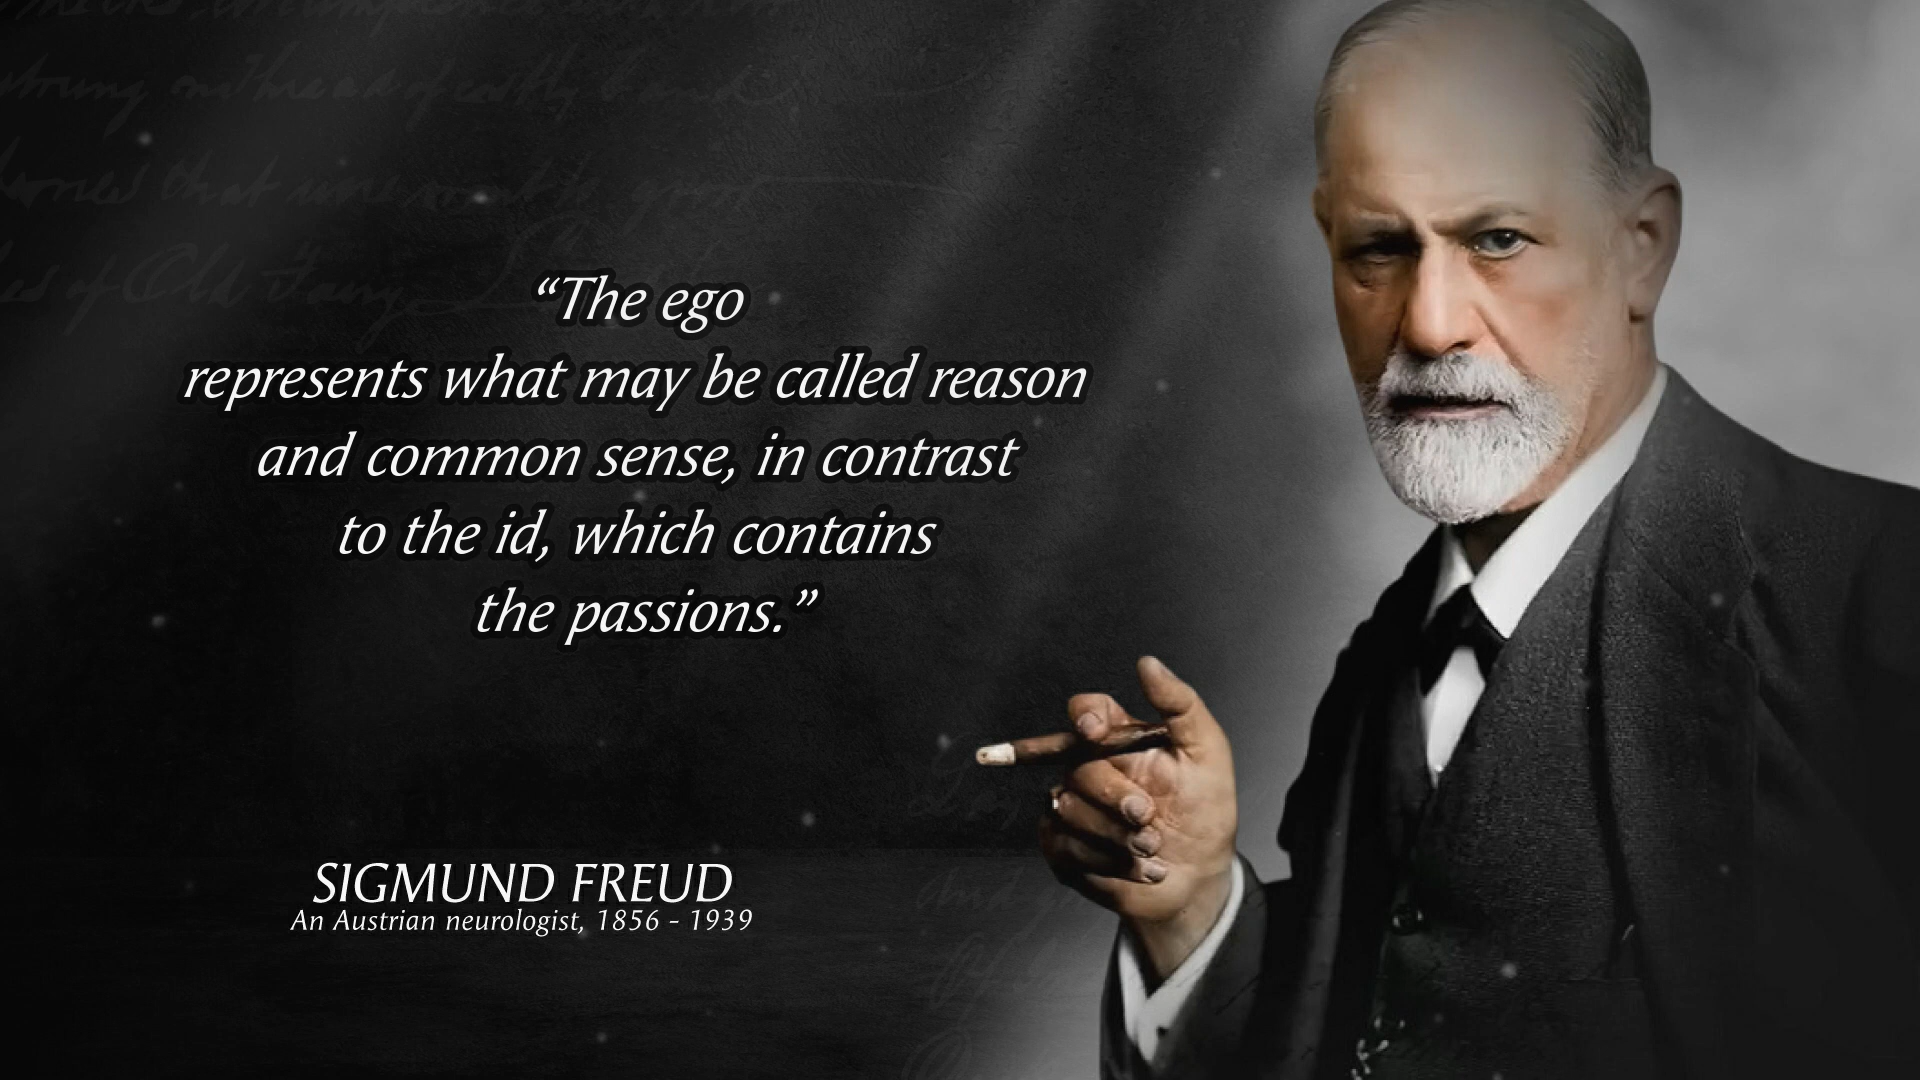 “The ego
represents what may be called reason
and common sense, in contrast
to the id, which contains
the passions.”
SIGMUND FREUD
An Austrian neurologist, 1856 - 1939